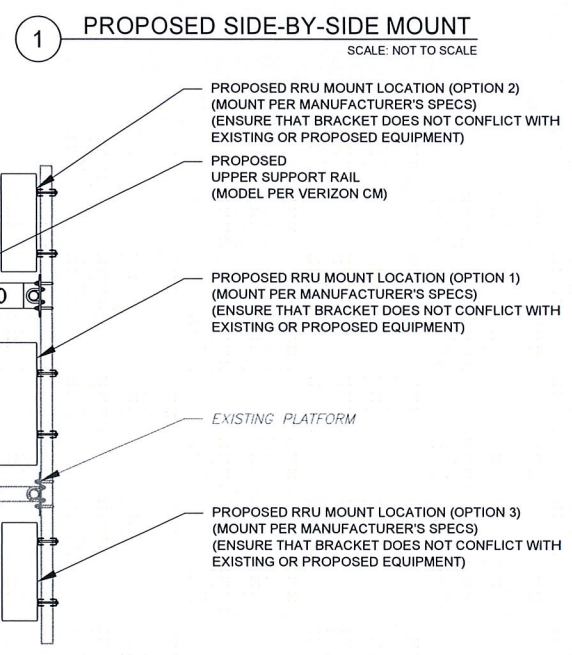 1
PROPOSED SIDE-BY-SIDE MOUNT
SCALE: NOT TO SCALE
PROPOSED RRU MOUNT LOCATION (OPTION 2)
(MOUNT PER MANUFACTURER'S SPECS)
(ENSURE THAT BRACKET DOES NOT CONFLICT WITH
EXISTING OR PROPOSED EQUIPMENT)
PROPOSED
UPPER SUPPORT RAIL
(MODEL PER VERIZON CM)
PROPOSED RRU MOUNT LOCATION (OPTION 1)
(MOUNT PER MANUFACTURER'S SPECS)
(ENSURE THAT BRACKET DOES NOT CONFLICT WITH
EXISTING OR PROPOSED EQUIPMENT)
EXISTING PLATFORM
PROPOSED RRU MOUNT LOCATION (OPTION 3)
(MOUNT PER MANUFACTURER'S SPECS)
(ENSURE THAT BRACKET DOES NOT CONFLICT WITH
EXISTING OR PROPOSED EQUIPMENT)